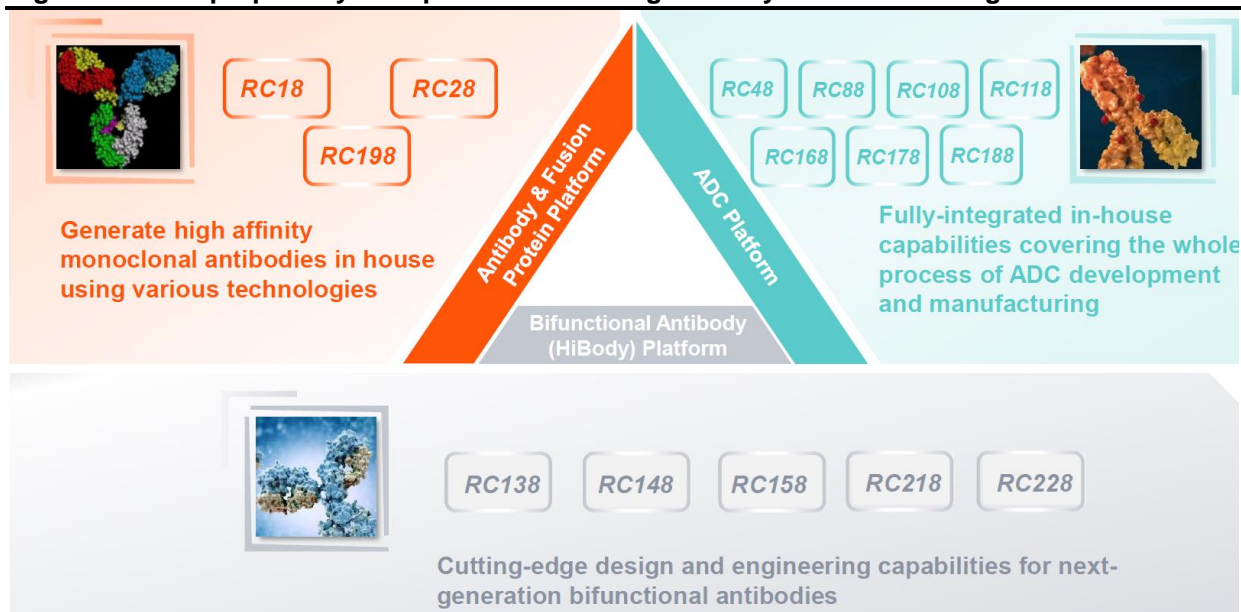 RC18
RC28
RC198
Generate high affinity
monoclonal antibodies in house
using various technologies
Antibody & Fusion
Protein Platform
ADC Platform
Bifunctional Antibody
(HiBody) Platform
RC48
RC88
RC108
RC118
RC168
RC178
RC188
Fully-integrated in-house
capabilities covering the whole
process of ADC development
and manufacturing
RC138
RC148
RC158
RC218
RC228
Cutting-edge design and engineering capabilities for next-
generation bifunctional antibodies